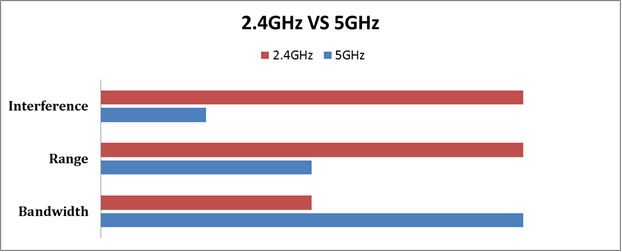 2.4GHz VS 5GHz
2.4GHz 5GHz
Interference
Range
Bandwidth